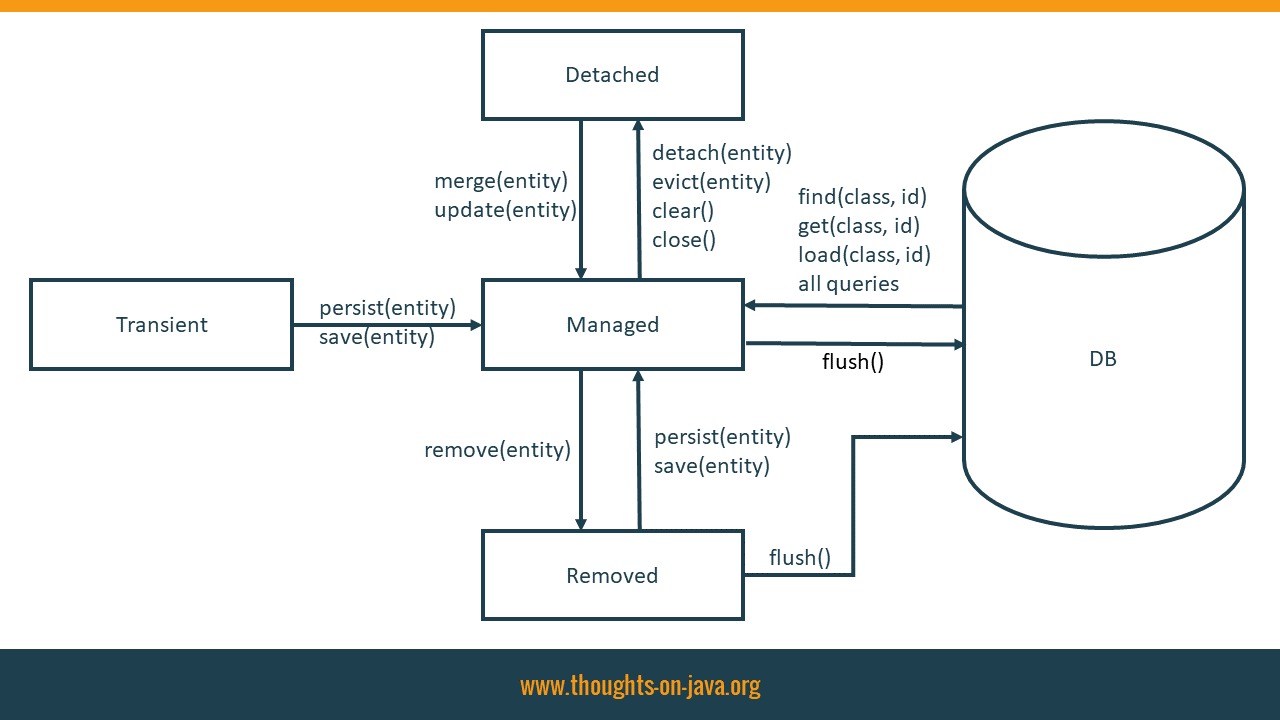 Detached
merge(entity)
update(entity)
detach(entity)
evict(entity)
clear()
close()
find(class, id)
get(class, id)
load(class, id)
all queries
Transient
persist(entity)
save(entity)
Managed
flush()
DB
remove(entity)
persist(entity)
save(entity)
Removed
flush()
www.thoughts-on-java.org